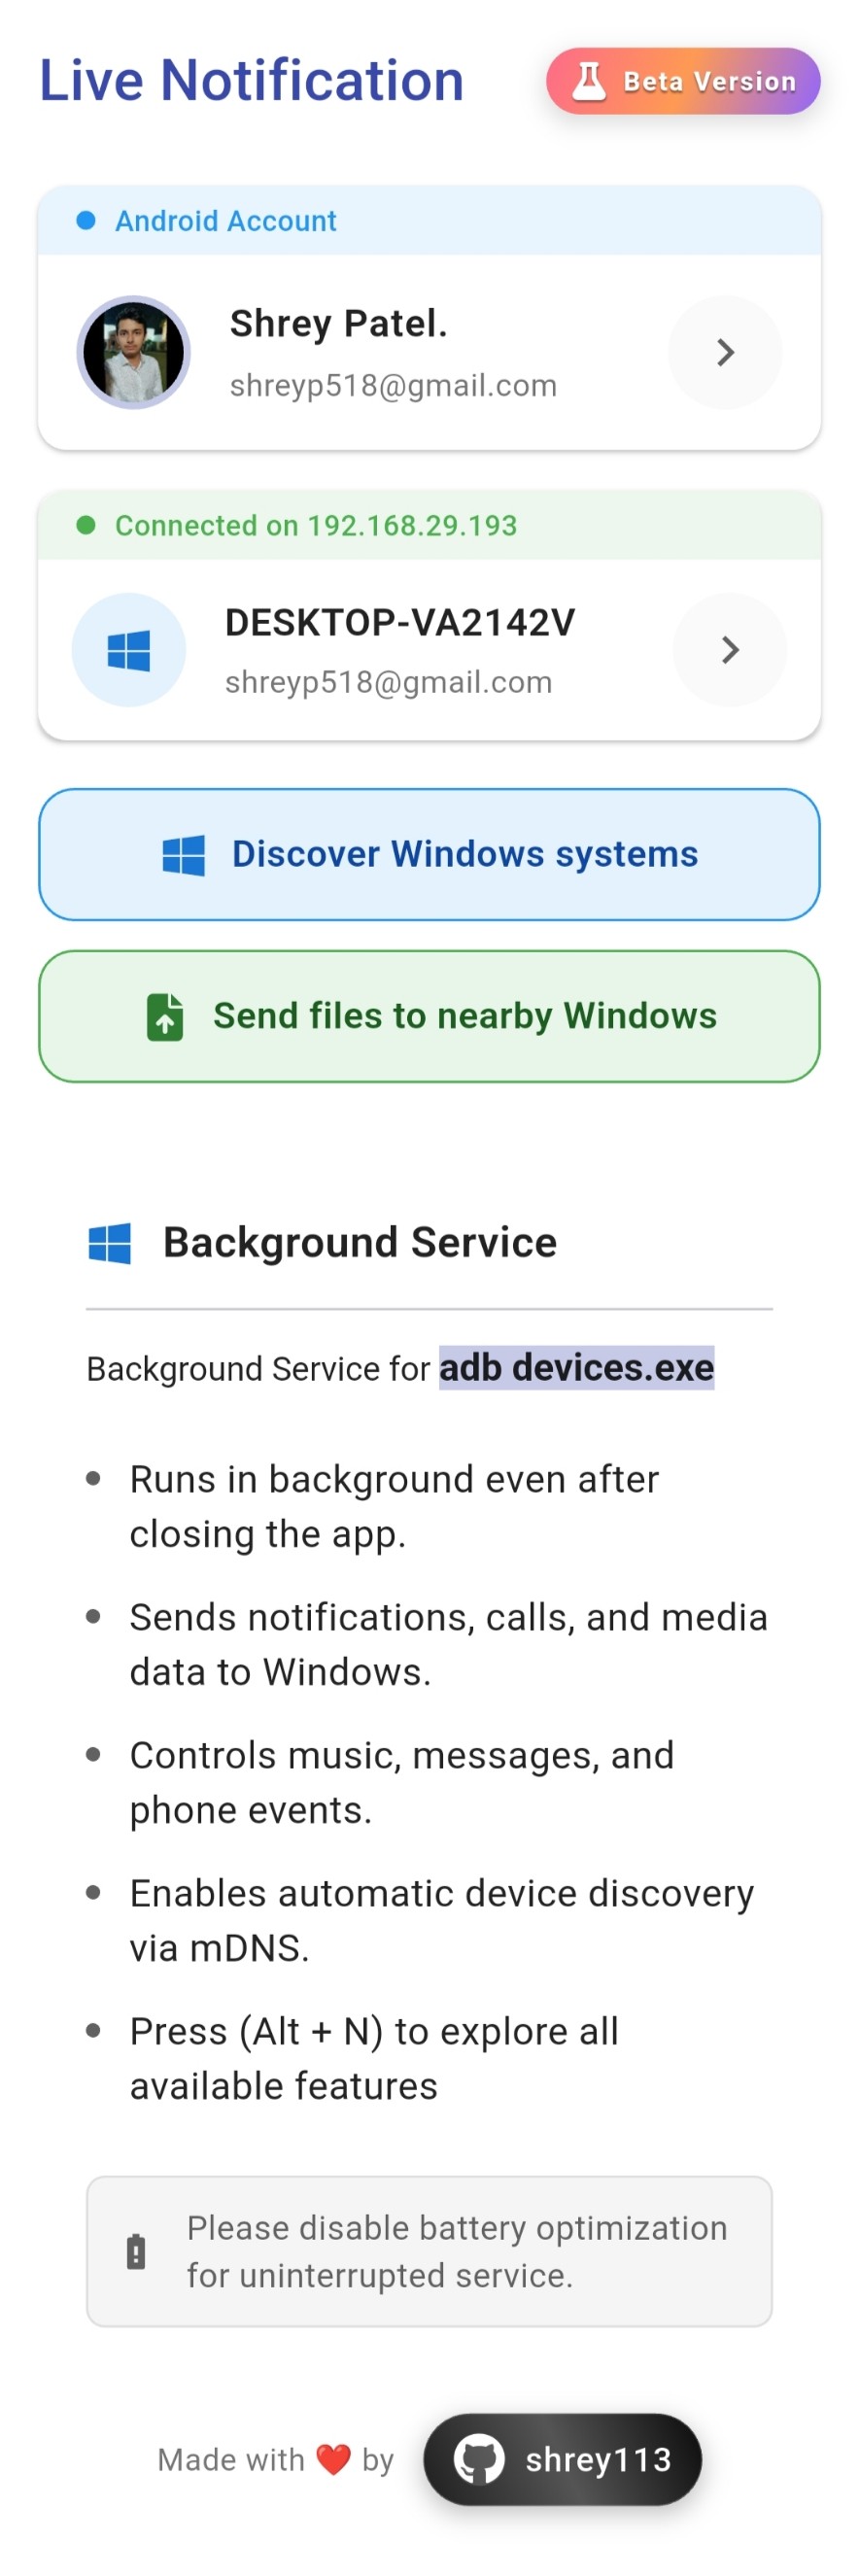 Live Notification
Beta Version
Android Account
Shrey Patel.
shreyp518@gmail.com
Connected on 192.168.29.193
DESKTOP-VA2142V
shreyp518@gmail.com
Discover Windows systems
Send files to nearby Windows
Background Service
Background Service for adb devices.exe
Runs in background even after
closing the app.
Sends notifications, calls, and media
data to Windows.
Controls music, messages, and
phone events.
Enables automatic device discovery
via mDNS.
Press (Alt + N) to explore all
available features
Please disable battery optimization
for uninterrupted service.
Made with ❤️ by shrey113